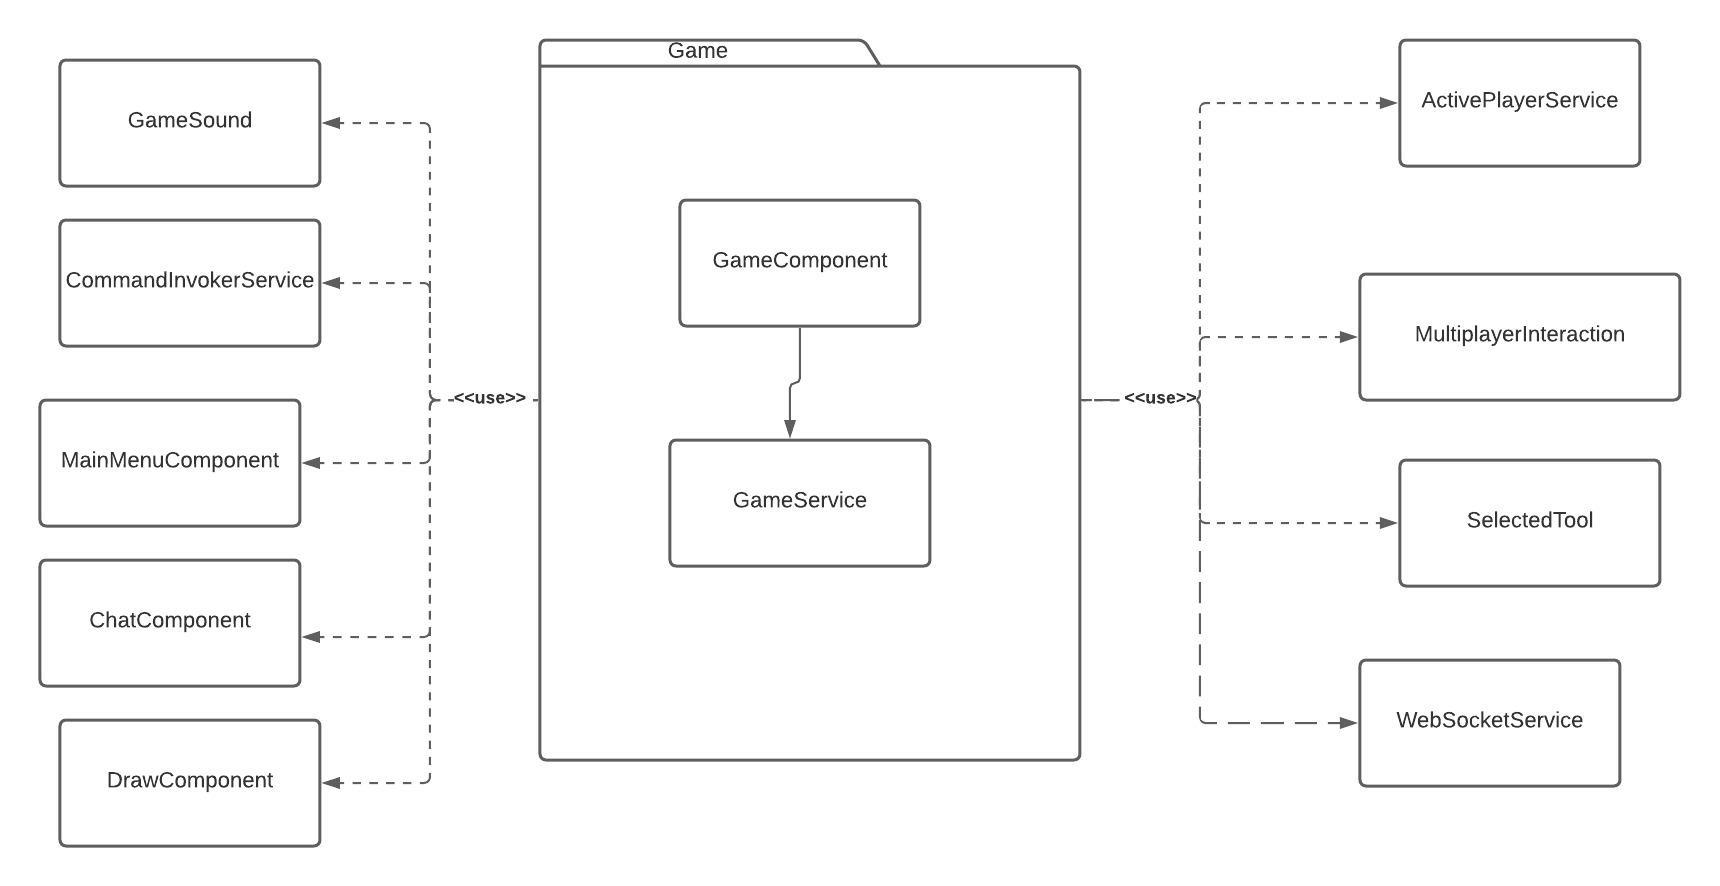 Game
GameSound
CommandInvokerService
MainMenuComponent
ChatComponent
DrawComponent
<<use>>
GameComponent
GameService
<<use>>
ActivePlayerService
MultiplayerInteraction
SelectedTool
WebSocketService